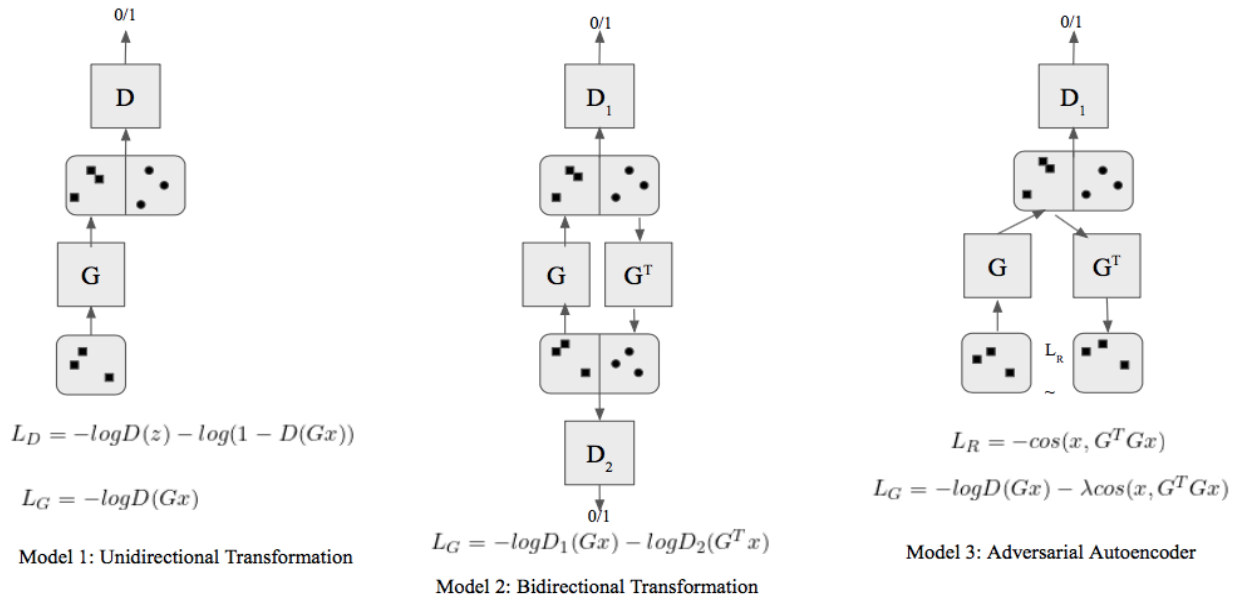 0/1
D
G
L_D = −logD(z) − log(1 − D(Gx))
L_G = −logD(Gx)
Model 1: Unidirectional Transformation
0/1
D_1
G
G^T
D_2
0/1
L_G = −logD_1(Gx) − logD_2(G^T x)
Model 2: Bidirectional Transformation
0/1
D_1
G
G^T
L_R
~
L_R = −cos(x, G^T Gx)
L_G = −logD(Gx) − λcos(x, G^T Gx)
Model 3: Adversarial Autoencoder